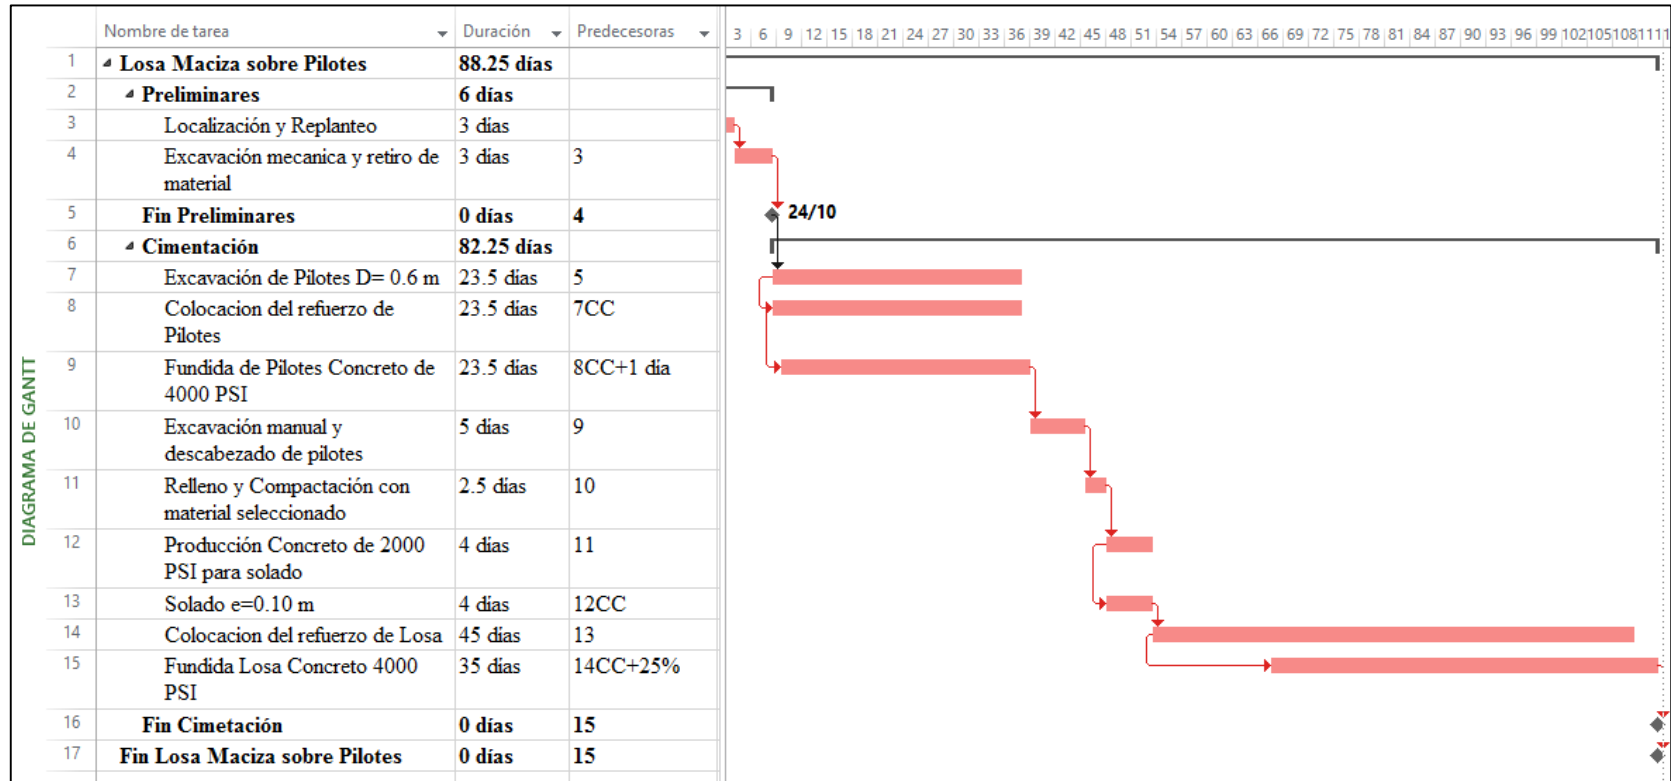 Nombre de tarea Duración Predecesoras 3 6 9 12 15 18 21 24 27 30 33 36 39 42 45 48 51 54 57 60 63 66 69 72 75 78 81 84 87 90 93 96 99 102 105 108 111 1
1 Losa Maciza sobre Pilotes 88.25 días
2 Preliminares 6 días
3 Localización y Replanteo 3 días
4 Excavación mecanica y retiro de 3 días 3
material
5 Fin Preliminares 0 días 4 24/10
6 Cimentación 82.25 días
7 Excavación de Pilotes D= 0.6 m 23.5 días 5
8 Colocacion del refuerzo de 23.5 días 7CC
Pilotes
9 Fundida de Pilotes Concreto de 23.5 días 8CC+1 día
4000 PSI
10 Excavación manual y 5 días 9
descabezado de pilotes
11 Relleno y Compactación con 2.5 días 10
material seleccionado
12 Producción Concreto de 2000 4 días 11
PSI para solado
13 Solado e=0.10 m 4 días 12CC
14 Colocacion del refuerzo de Losa 45 días 13
15 Fundida Losa Concreto 4000 35 días 14CC+25%
PSI
16 Fin Cimetación 0 días 15
17 Fin Losa Maciza sobre Pilotes 0 días 15
DIAGRAMA DE GANTT